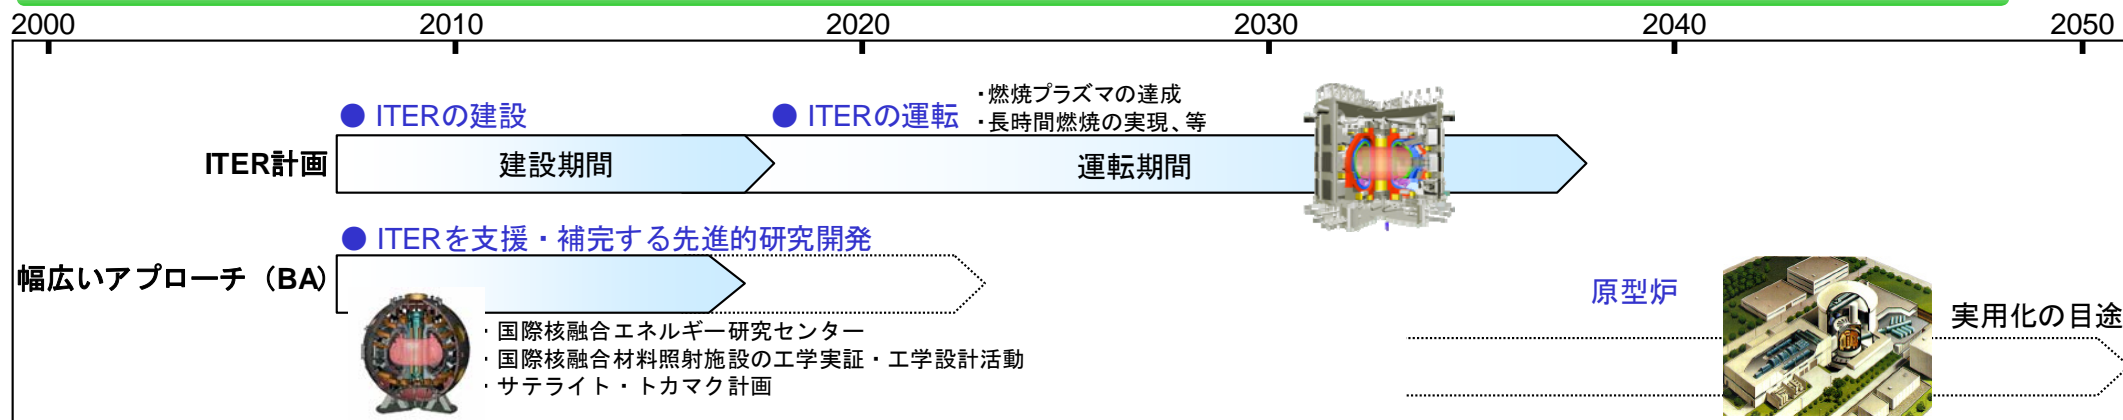 2000 2010 2020 2030 2040 2050
・燃焼プラズマの達成
● ITERの建設 ● ITERの運転 ・長時間燃焼の実現、等
ITER計画 建設期間 運転期間
● ITERを支援・補完する先進的研究開発
幅広いアプローチ（BA）
原型炉
実用化の目途
・国際核融合エネルギー研究センター
・国際核融合材料照射施設の工学実証・工学設計活動
・サテライト・トカマク計画